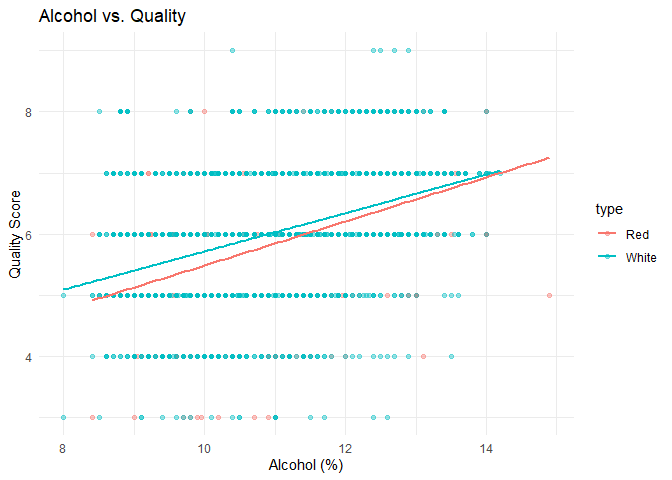 Alcohol vs. Quality
8
6
4
Quality Score
8
10
12
14
Alcohol (%)
type
Red
White